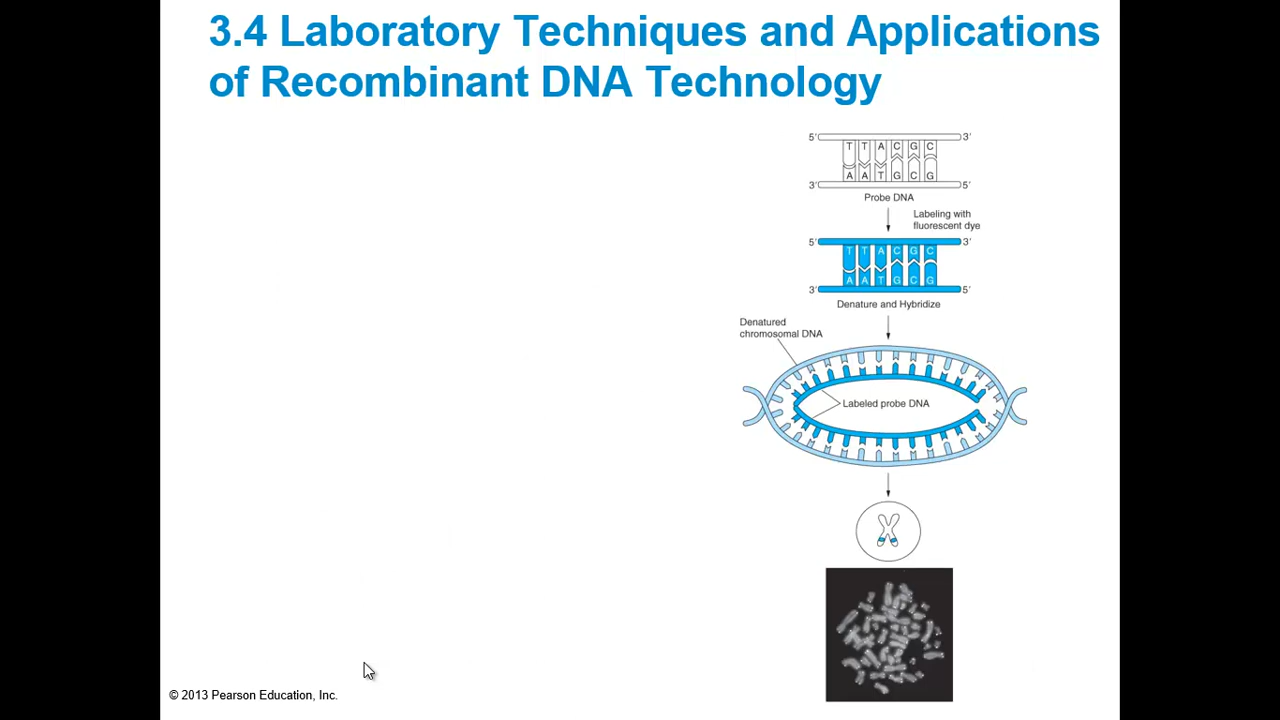 3.4 Laboratory Techniques and Applications
of Recombinant DNA Technology
5′ 3′
T T A C G C
A A T G C G
3′ 5′
Probe DNA
Labeling with
fluorescent dye
5′ 3′
T T A C G C
A A T G C G
3′ 5′
Denature and Hybridize
Denatured
chromosomal DNA
Labeled probe DNA
© 2013 Pearson Education, Inc.